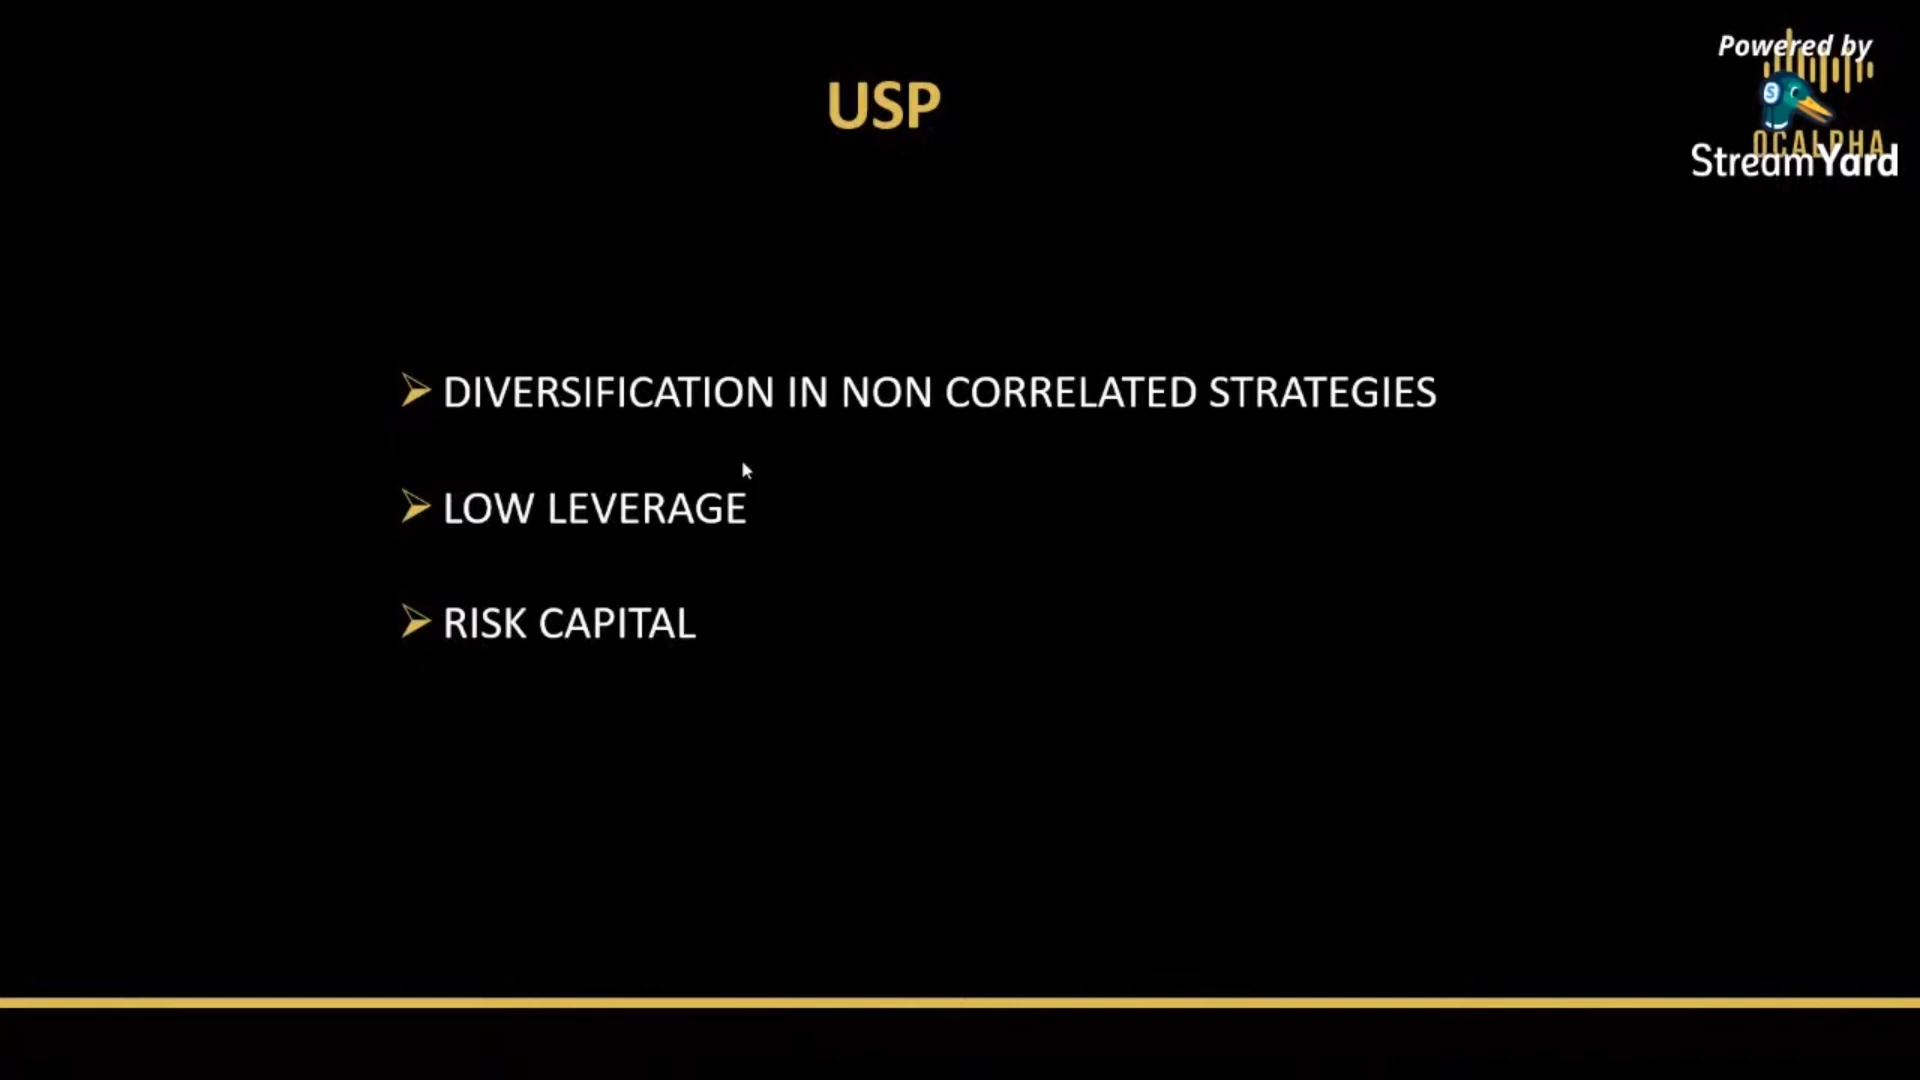 USP
Powered by
OCALPHA
StreamYard
DIVERSIFICATION IN NON CORRELATED STRATEGIES
LOW LEVERAGE
RISK CAPITAL